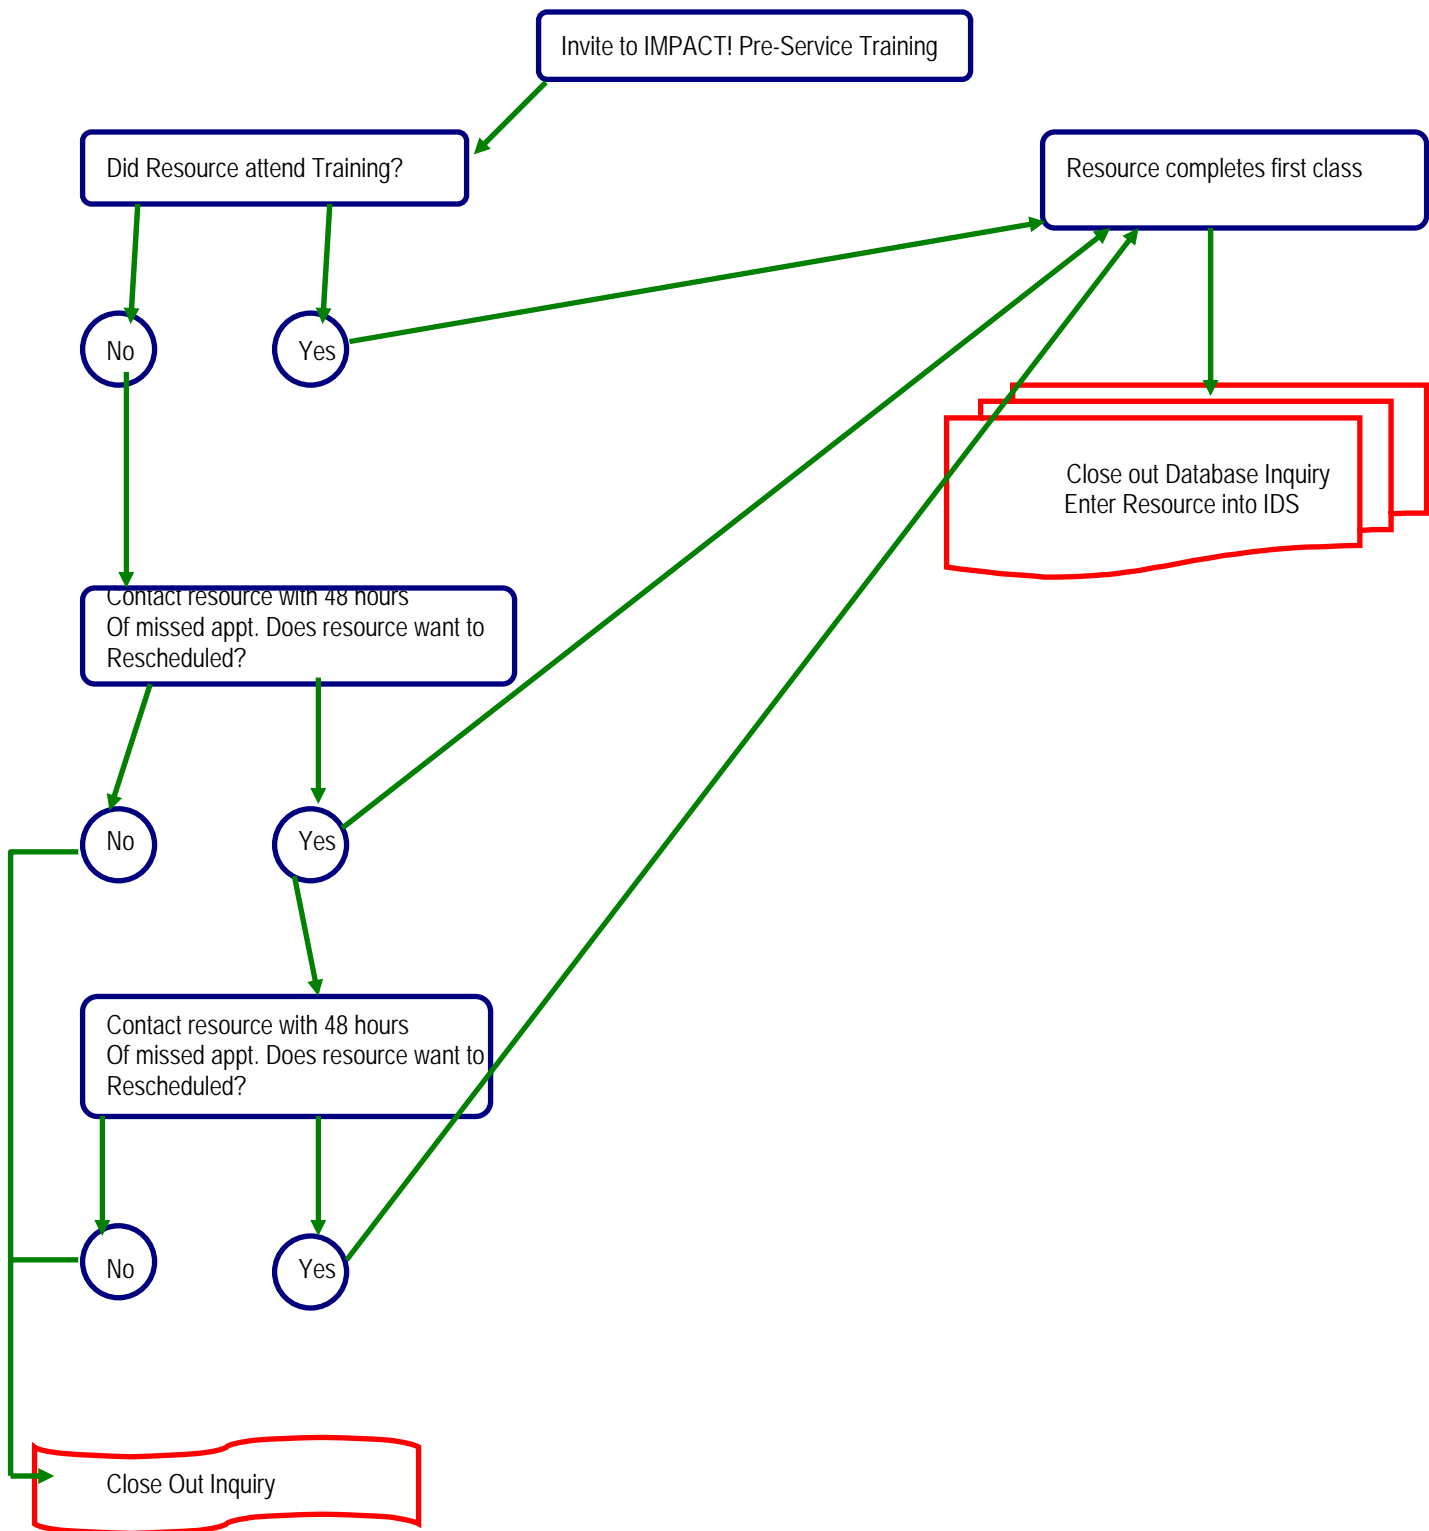 Invite to IMPACT! Pre-Service Training
Did Resource attend Training?
Resource completes first class
No
Yes
Close out Database Inquiry
Enter Resource into IDS
Contact resource with 48 hours
Of missed appt. Does resource want to
Rescheduled?
No
Yes
Contact resource with 48 hours
Of missed appt. Does resource want to
Rescheduled?
No
Yes
Close Out Inquiry